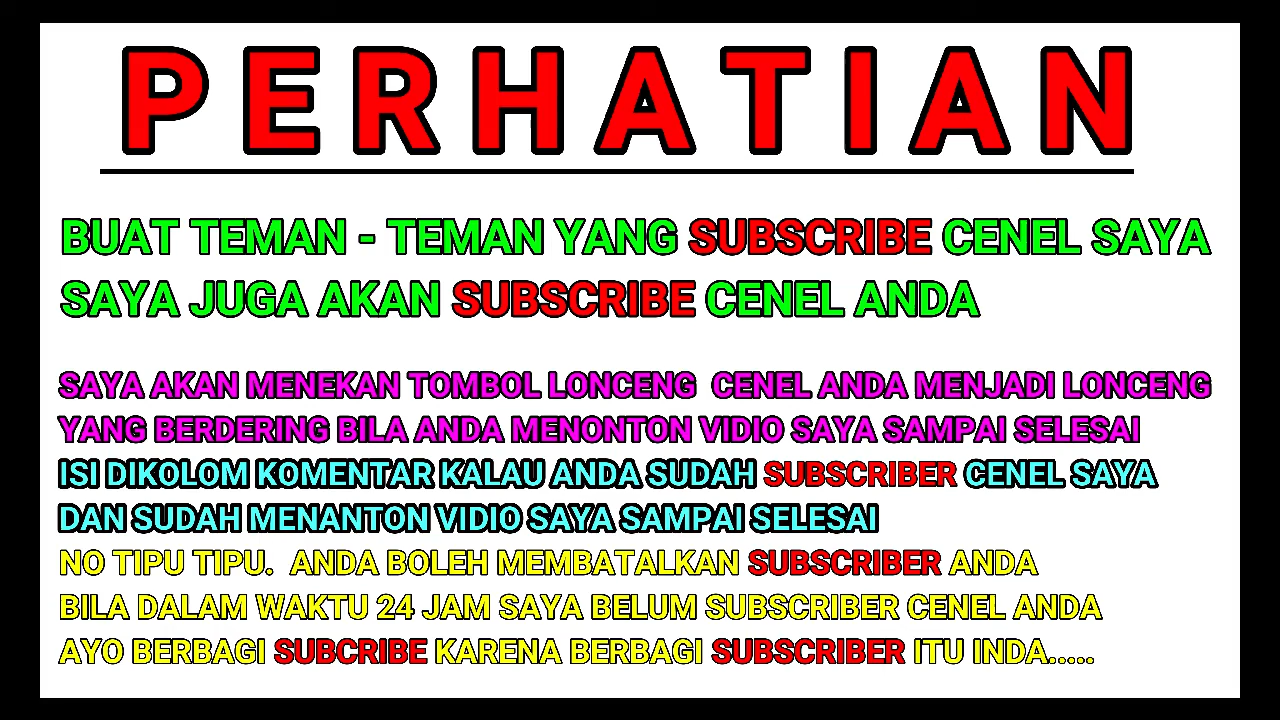 PERHATIAN
BUAT TEMAN - TEMAN YANG SUBSCRIBE CENEL SAYA
SAYA JUGA AKAN SUBSCRIBE CENEL ANDA
SAYA AKAN MENEKAN TOMBOL LONCENG CENEL ANDA MENJADI LONCENG
YANG BERDERING BILA ANDA MENONTON VIDIO SAYA SAMPAI SELESAI
ISI DIKOLOM KOMENTAR KALAU ANDA SUDAH SUBSCRIBER CENEL SAYA
DAN SUDAH MENANTON VIDIO SAYA SAMPAI SELESAI
NO TIPU TIPU. ANDA BOLEH MEMBATALKAN SUBSCRIBER ANDA
BILA DALAM WAKTU 24 JAM SAYA BELUM SUBSCRIBER CENEL ANDA
AYO BERBAGI SUBCRIBE KARENA BERBAGI SUBSCRIBER ITU INDA.....